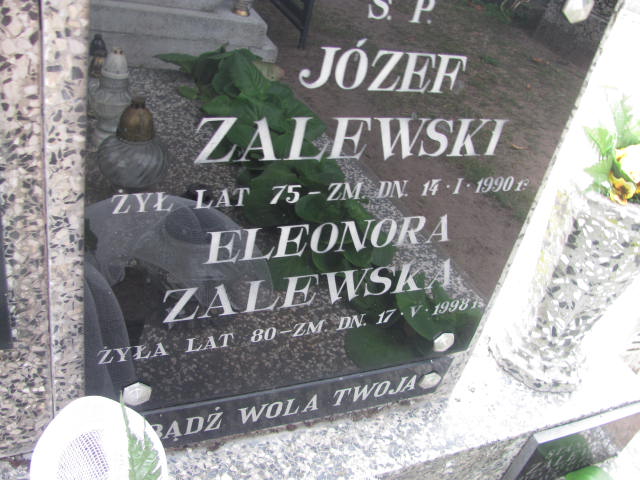 Ś. P.
JÓZEF
ZALEWSKI
ŻYŁ LAT 75 - ZM DN. 14 · I · 1990 r.
ELEONORA
ZALEWSKA
ŻYŁA LAT 80 - ZM DN. 17 · V · 1998 r.
BĄDŹ WOLA TWOJA